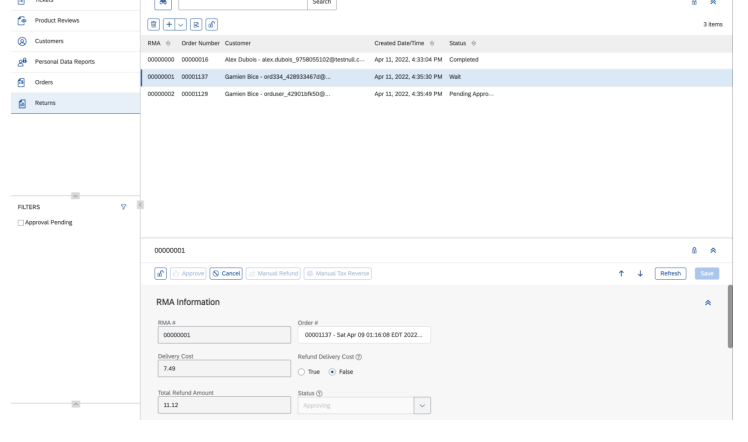 Tickets
Search
Product Reviews
3 items
Customers
RMA Order Number Customer Created Date/Time Status
Personal Data Reports
00000000 00000016 Alex Dubois - alex.dubois_9758055102@testnull.c... Apr 11, 2022, 4:33:04 PM Completed
Orders
00000001 00001137 Gamien Bice - ord334_428933467d@... Apr 11, 2022, 4:35:30 PM Wait
00000002 00001129 Gamien Bice - orduser_42901bfk50@... Apr 11, 2022, 4:35:49 PM Pending Appro...
Returns
FILTERS
Approval Pending
00000001
Approve Cancel Manual Refund Manual Tax Reverse Refresh Save
RMA Information
RMA # Order #
00000001 00001137 - Sat Apr 09 01:16:08 EDT 2022...
Delivery Cost Refund Delivery Cost
7.49 True False
Total Refund Amount Status
11.12 Approving